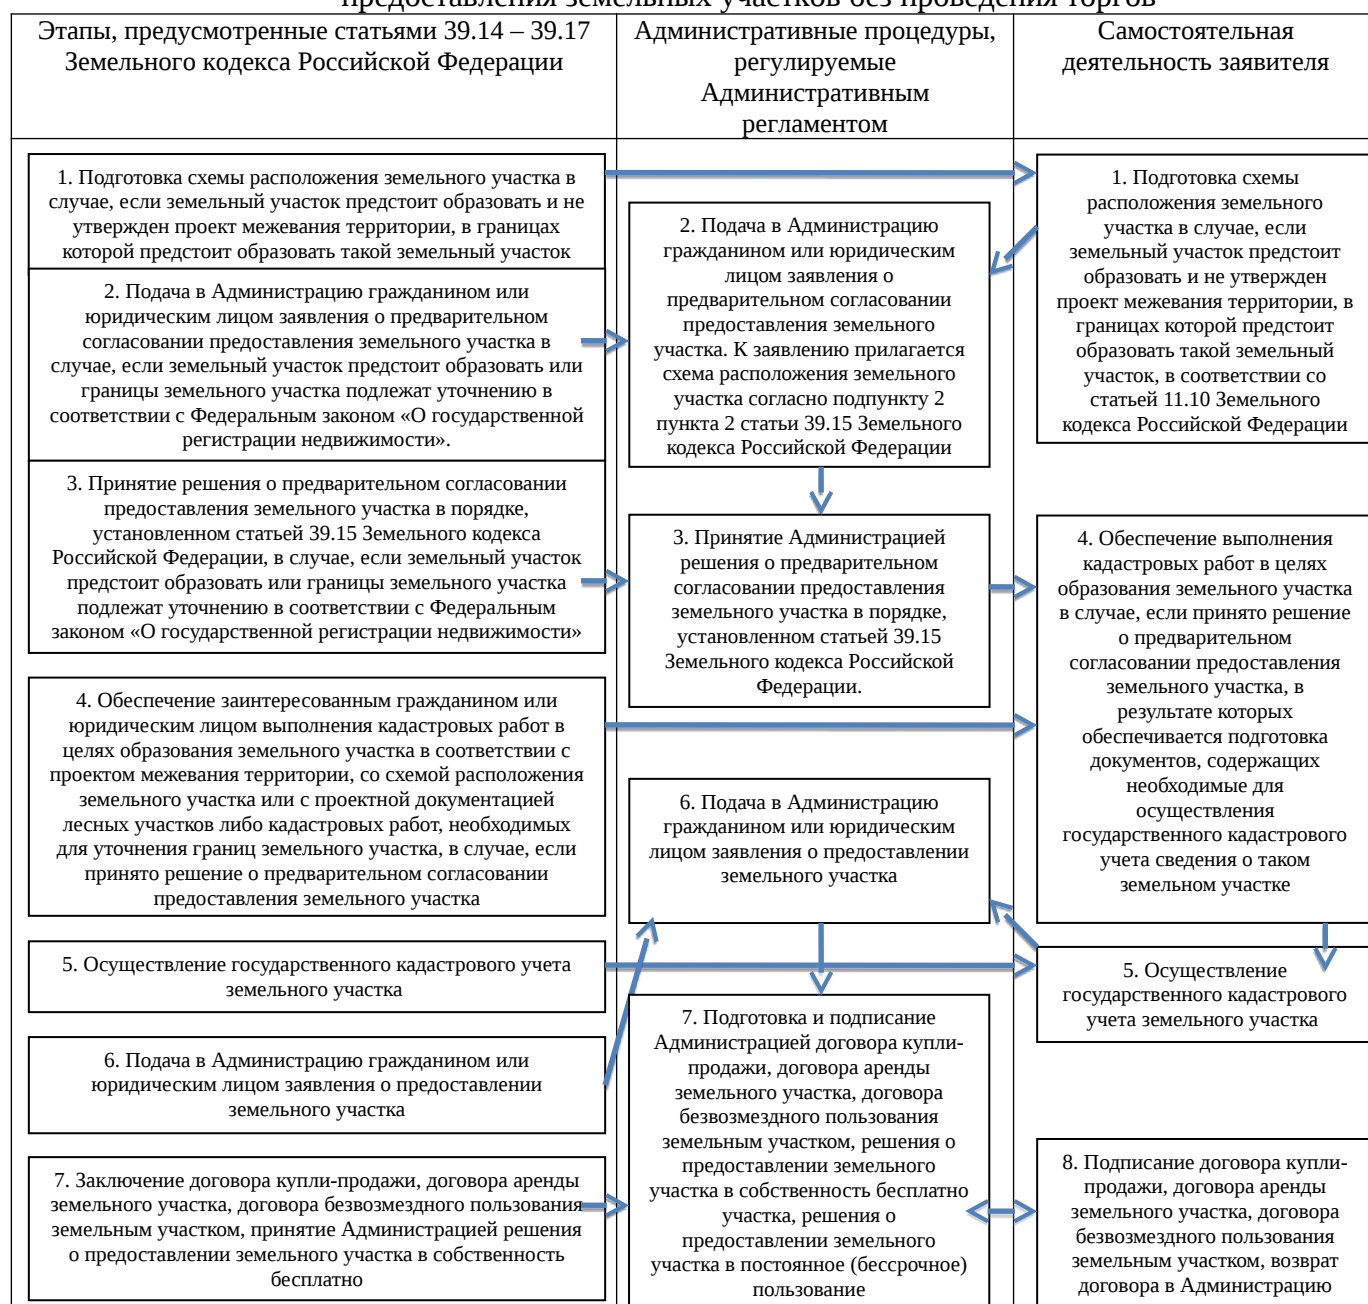 предоставления земельных участков без проведения торгов
Этапы, предусмотренные статьями 39.14 – 39.17
Земельного кодекса Российской Федерации
Административные процедуры,
регулируемые
Административным
регламентом
Самостоятельная
деятельность заявителя
1. Подготовка схемы расположения земельного участка в
случае, если земельный участок предстоит образовать и не
утвержден проект межевания территории, в границах
которой предстоит образовать такой земельный участок
2. Подача в Администрацию гражданином или
юридическим лицом заявления о предварительном
согласовании предоставления земельного участка в
случае, если земельный участок предстоит образовать или
границы земельного участка подлежат уточнению в
соответствии с Федеральным законом «О государственной
регистрации недвижимости».
3. Принятие решения о предварительном согласовании
предоставления земельного участка в порядке,
установленном статьей 39.15 Земельного кодекса
Российской Федерации, в случае, если земельный участок
предстоит образовать или границы земельного участка
подлежат уточнению в соответствии с Федеральным
законом «О государственной регистрации недвижимости»
4. Обеспечение заинтересованным гражданином или
юридическим лицом выполнения кадастровых работ в
целях образования земельного участка в соответствии с
проектом межевания территории, со схемой расположения
земельного участка или с проектной документацией
лесных участков либо кадастровых работ, необходимых
для уточнения границ земельного участка, в случае, если
принято решение о предварительном согласовании
предоставления земельного участка
5. Осуществление государственного кадастрового учета
земельного участка
6. Подача в Администрацию гражданином или
юридическим лицом заявления о предоставлении
земельного участка
7. Заключение договора купли-продажи, договора аренды
земельного участка, договора безвозмездного пользования
земельным участком, принятие Администрацией решения
о предоставлении земельного участка в собственность
бесплатно
2. Подача в Администрацию
гражданином или юридическим
лицом заявления о
предварительном согласовании
предоставления земельного
участка. К заявлению прилагается
схема расположения земельного
участка согласно подпункту 2
пункта 2 статьи 39.15 Земельного
кодекса Российской Федерации
3. Принятие Администрацией
решения о предварительном
согласовании предоставления
земельного участка в порядке,
установленном статьей 39.15
Земельного кодекса Российской
Федерации.
6. Подача в Администрацию
гражданином или юридическим
лицом заявления о предоставлении
земельного участка
7. Подготовка и подписание
Администрацией договора купли-
продажи, договора аренды
земельного участка, договора
безвозмездного пользования
земельным участком, решения о
предоставлении земельного
участка в собственность бесплатно
участка, решения о
предоставлении земельного
участка в постоянное (бессрочное)
пользование
1. Подготовка схемы
расположения земельного
участка в случае, если
земельный участок предстоит
образовать и не утвержден
проект межевания территории, в
границах которой предстоит
образовать такой земельный
участок, в соответствии со
статьей 11.10 Земельного
кодекса Российской Федерации
4. Обеспечение выполнения
кадастровых работ в целях
образования земельного участка
в случае, если принято решение
о предварительном
согласовании предоставления
земельного участка, в
результате которых
обеспечивается подготовка
документов, содержащих
необходимые для
осуществления
государственного кадастрового
учета сведения о таком
земельном участке
5. Осуществление
государственного кадастрового
учета земельного участка
8. Подписание договора купли-
продажи, договора аренды
земельного участка, договора
безвозмездного пользования
земельным участком, возврат
договора в Администрацию